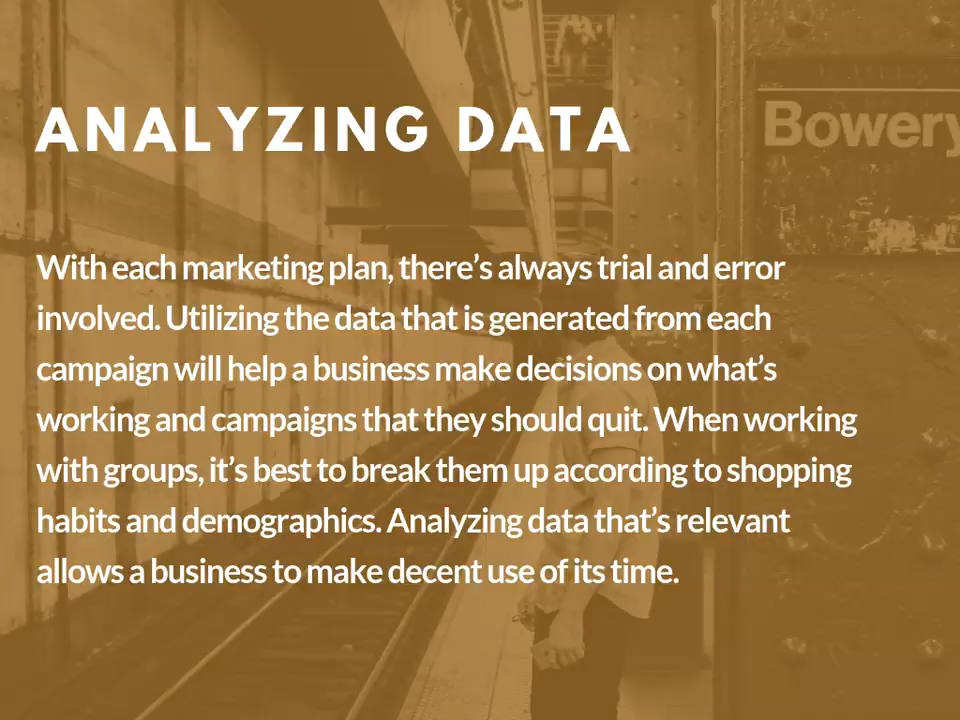 ANALYZING DATA
Bowery
With each marketing plan, there's always trial and error
involved. Utilizing the data that is generated from each
campaign will help a business make decisions on what's
working and campaigns that they should quit. When working
with groups, it's best to break them up according to shopping
habits and demographics. Analyzing data that's relevant
allows a business to make decent use of its time.